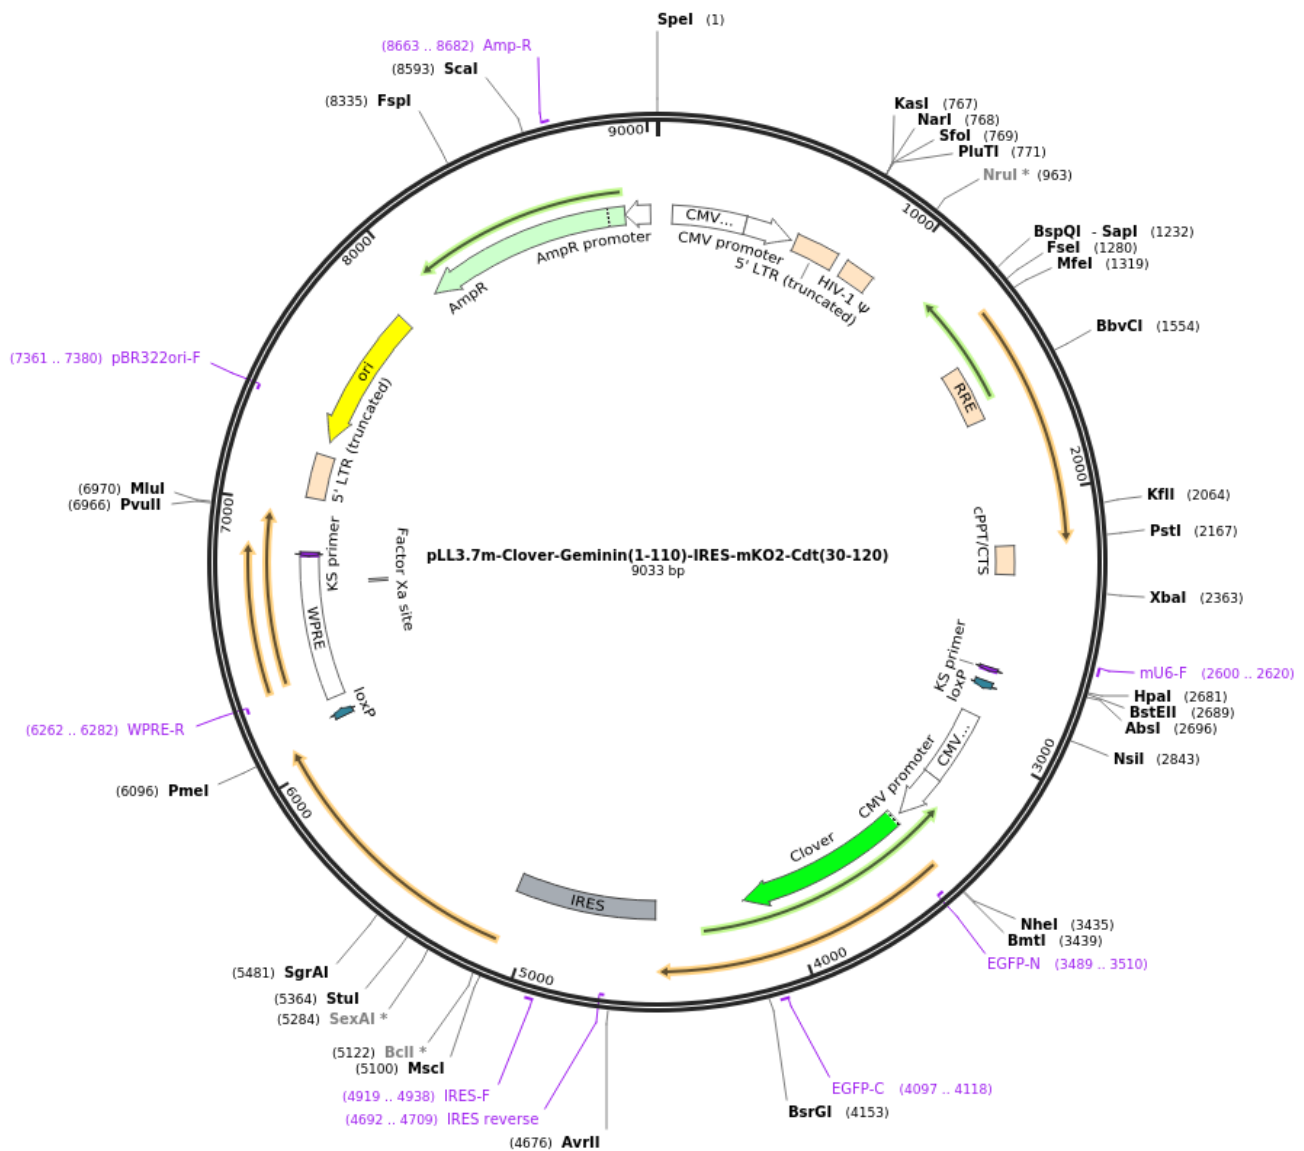 SpeI (1)
(8663 .. 8682) Amp-R
(8593) ScaI
(8335) FspI
KasI (767)
NarI (768)
SfoI (769)
PluTI (771)
NruI * (963)
BspQI - SapI (1232)
FseI (1280)
MfeI (1319)
BbvCI (1554)
KflI (2064)
PstI (2167)
XbaI (2363)
mU6-F (2600 .. 2620)
HpaI (2681)
BstEII (2689)
AbsI (2696)
NsiI (2843)
NheI (3435)
BmtI (3439)
EGFP-N (3489 .. 3510)
EGFP-C (4097 .. 4118)
BsrGI (4153)
(4676) AvrII
(4692 .. 4709) IRES reverse
(4919 .. 4938) IRES-F
(5100) MscI
(5122) BclI *
(5284) SexAI *
(5364) StuI
(5481) SgrAI
(6096) PmeI
(6262 .. 6282) WPRE-R
(6966) PvuII
(6970) MluI
(7361 .. 7380) pBR322ori-F
9000
1000
2000
3000
4000
5000
6000
7000
8000
CMV...
CMV promoter
5' LTR (truncated)
HIV-1 Ψ
RRE
cPPT/CTS
KS primer
loxP
CMV...
CMV promoter
Clover
IRES
loxP
WPRE
KS primer
Factor Xa site
5' LTR (truncated)
ori
AmpR
AmpR promoter
pLL3.7m-Clover-Geminin(1-110)-IRES-mKO2-Cdt(30-120)
9033 bp